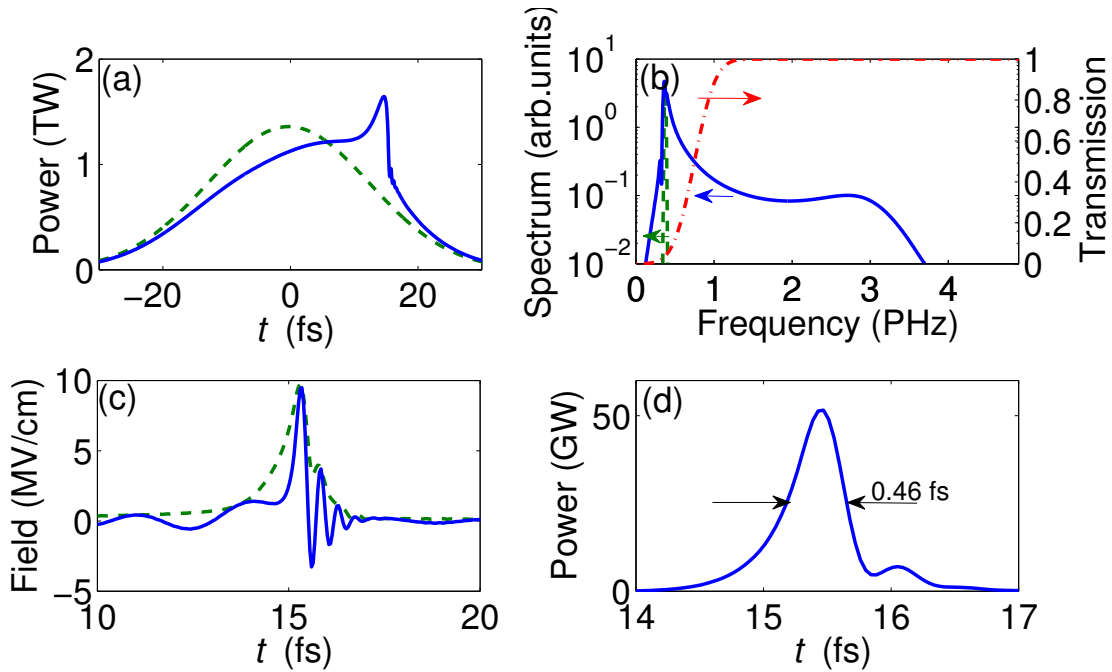 (a)
Power (TW)
2
1
0
−20
0
20
t (fs)
(b)
Spectrum (arb.units)
10^1
10^0
10^-1
10^-2
0
1
2
3
4
Frequency (PHz)
1
0.8
0.6
0.4
0.2
0
Transmission
(c)
Field (MV/cm)
10
5
0
−5
10
15
20
t (fs)
(d)
Power (GW)
50
0
0.46 fs
14
15
16
17
t (fs)